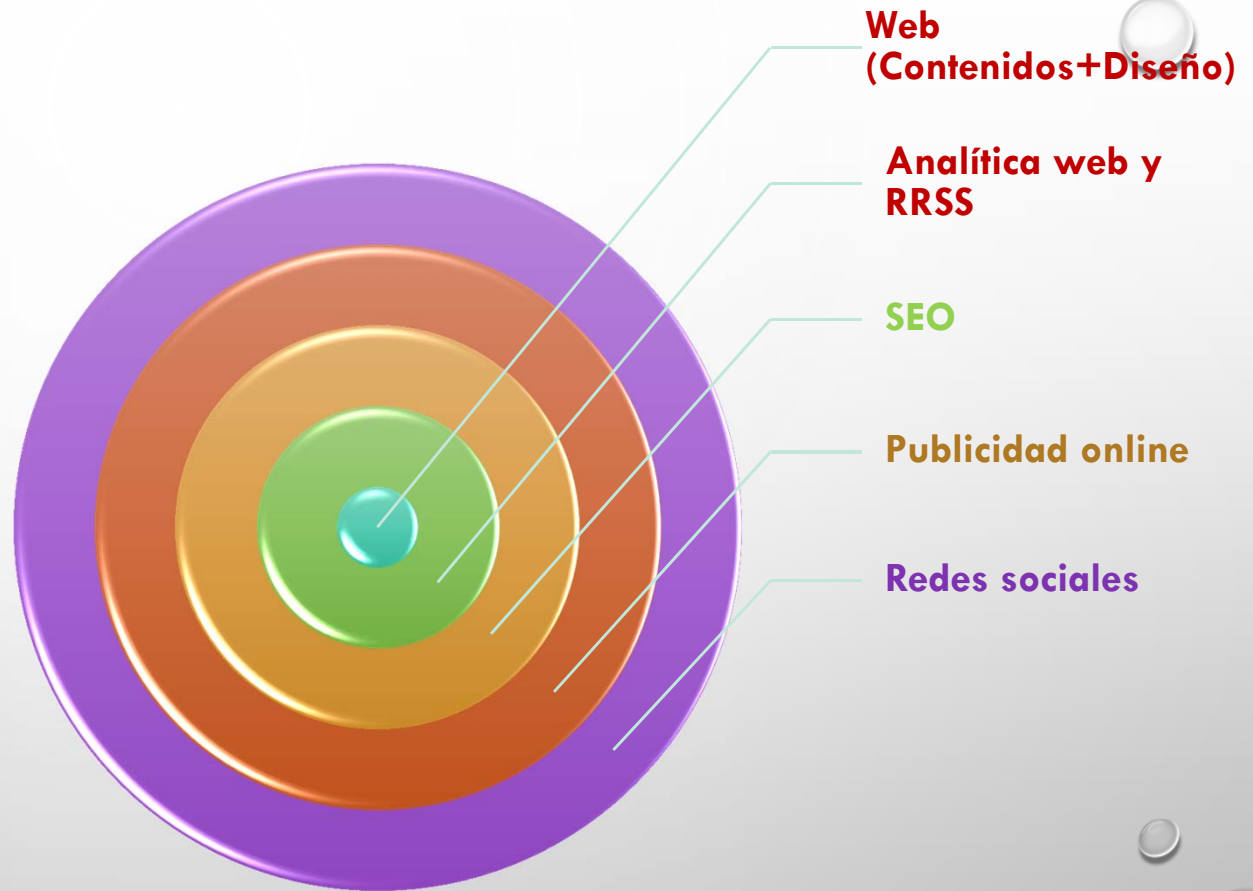 Web
(Contenidos+Diseño)
Analítica web y
RRSS
SEO
Publicidad online
Redes sociales